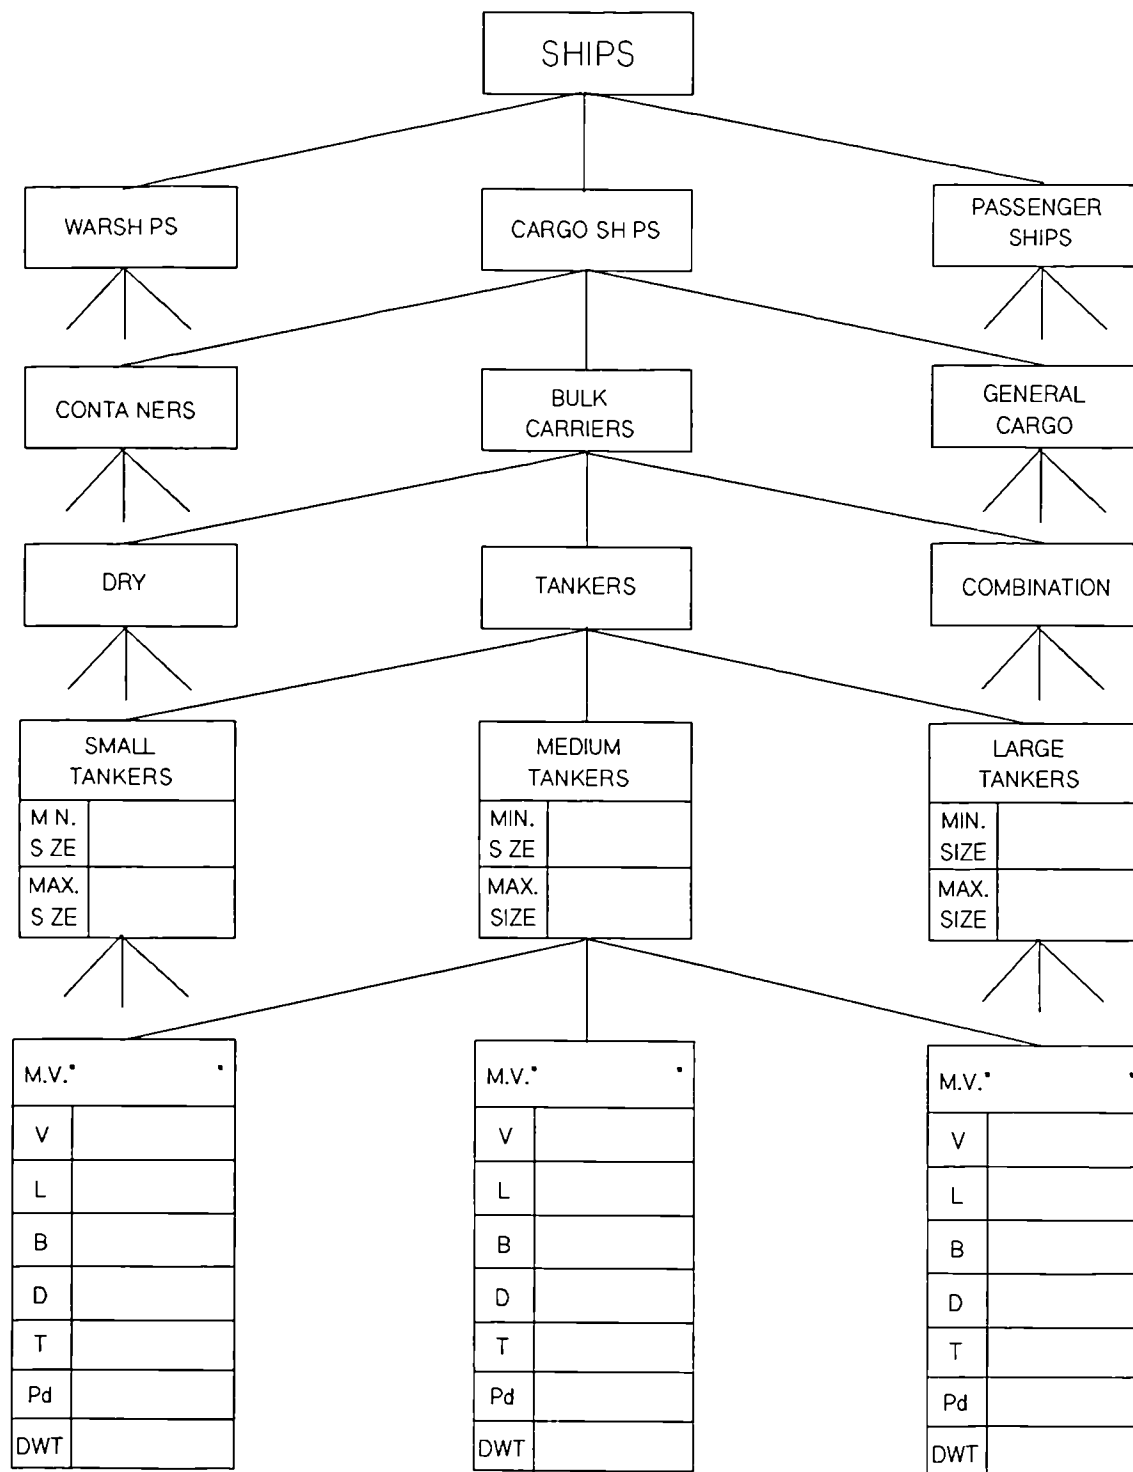 SHIPS
WARSH PS
CARGO SH PS
PASSENGER
SHIPS
CONTA NERS
BULK
CARRIERS
GENERAL
CARGO
DRY
TANKERS
COMBINATION
SMALL
TANKERS
M N.
S ZE
MAX.
S ZE
MEDIUM
TANKERS
MIN.
S ZE
MAX.
SIZE
LARGE
TANKERS
MIN.
SIZE
MAX.
SIZE
M.V." "
V
L
B
D
T
Pd
DWT
M.V." "
V
L
B
D
T
Pd
DWT
M.V." "
V
L
B
D
T
Pd
DWT